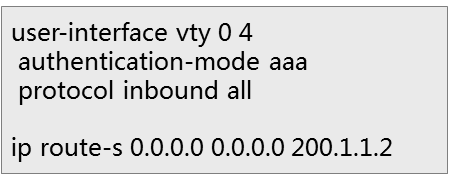 user-interface vty 0 4
authentication-mode aaa
protocol inbound all
ip route-s 0.0.0.0 0.0.0.0 200.1.1.2